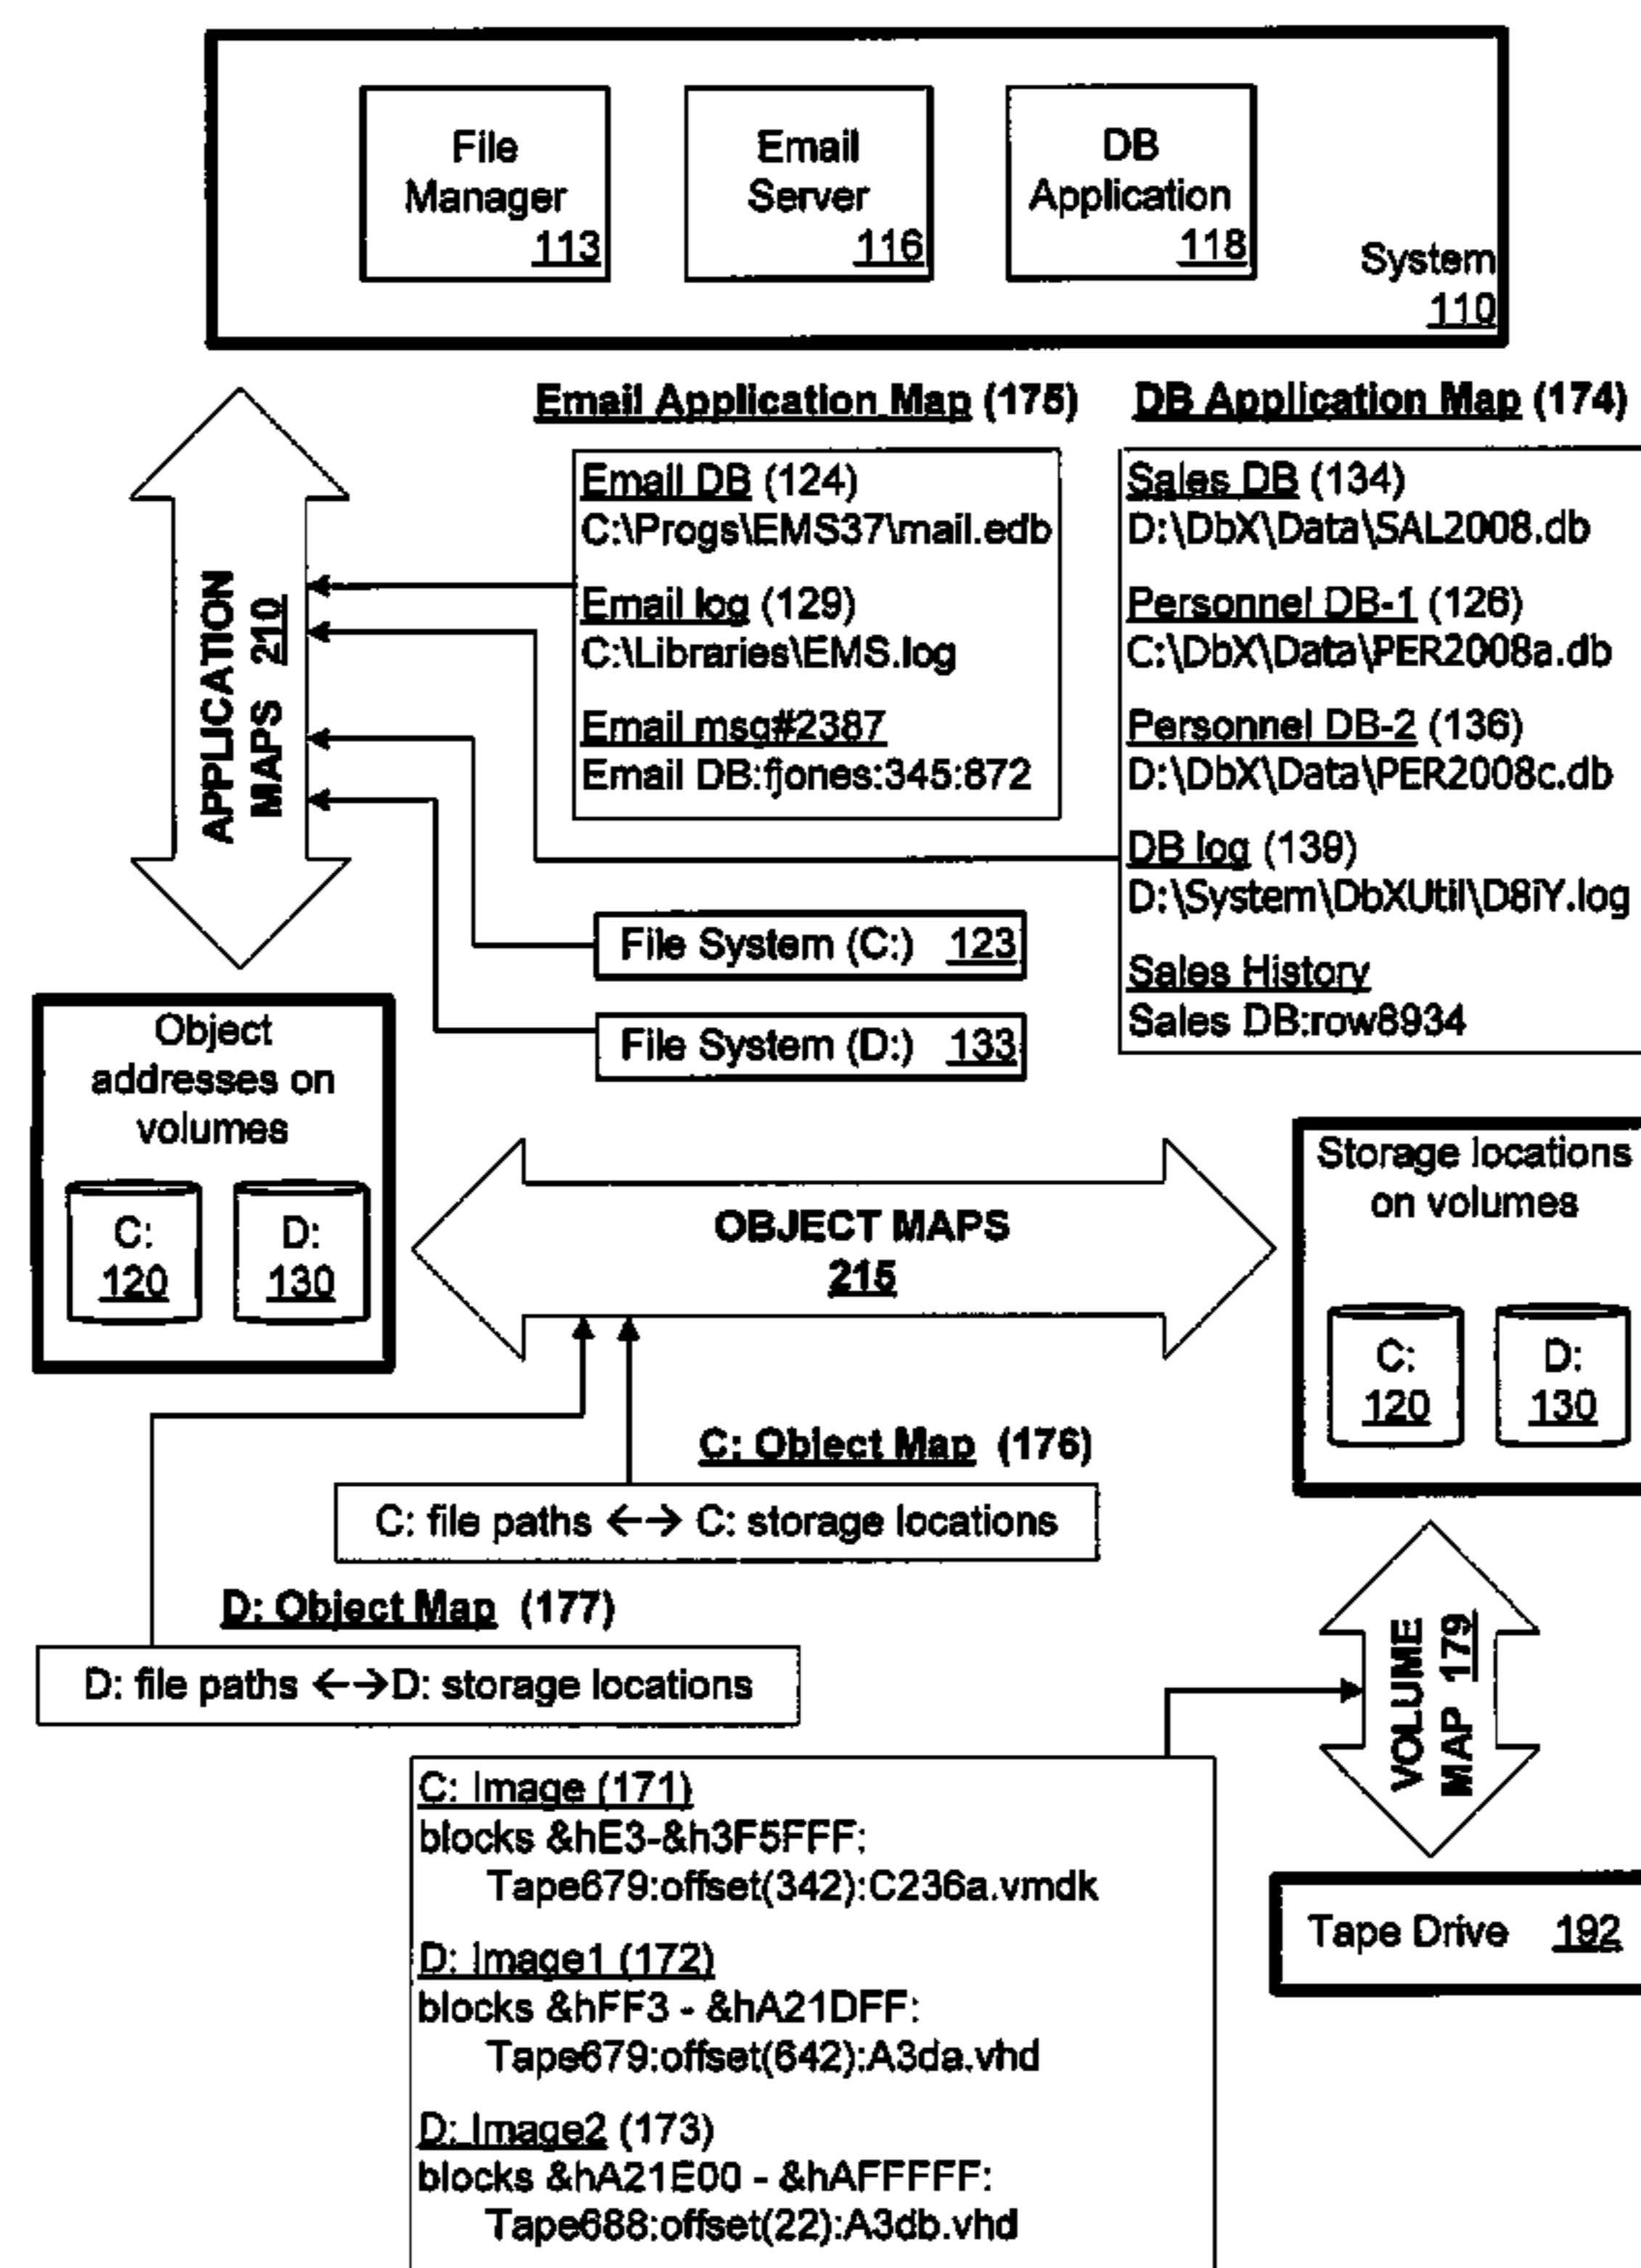 File
Manager
113
Email
Server
116
DB
Application
118
System
110
Email Application Map (175)
Email DB (124)
C:\Progs\EMS37\mail.edb
Email log (129)
C:\Libraries\EMS.log
Email msg#2387
Email DB:fjones:345:872
DB Application Map (174)
Sales DB (134)
D:\DbX\Data\SAL2008.db
Personnel DB-1 (126)
C:\DbX\Data\PER2008a.db
Personnel DB-2 (136)
D:\DbX\Data\PER2008c.db
DB log (139)
D:\System\DbXUtil\D8iY.log
Sales History
Sales DB:row8934
APPLICATION
MAPS 210
File System (C:) 123
File System (D:) 133
Object
addresses on
volumes
C:
120
D:
130
OBJECT MAPS
215
Storage locations
on volumes
C:
120
D:
130
C: Object Map (176)
C: file paths ←→ C: storage locations
D: Object Map (177)
D: file paths ←→D: storage locations
VOLUME
MAP 179
C: Image (171)
blocks &hE3-&h3F5FFF:
Tape679:offset(342):C236a.vmdk
D: Image1 (172)
blocks &hFF3 - &hA21DFF:
Tape679:offset(642):A3da.vhd
D: Image2 (173)
blocks &hA21E00 - &hAFFFFF:
Tape688:offset(22):A3db.vhd
Tape Drive 192